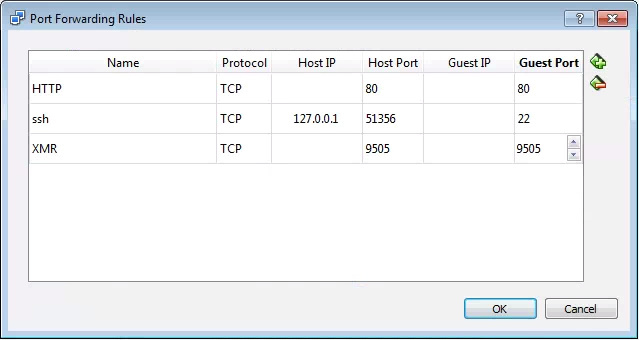 Port Forwarding Rules
Name Protocol Host IP Host Port Guest IP Guest Port
HTTP TCP 80 80
ssh TCP 127.0.0.1 51356 22
XMR TCP 9505 9505
OK Cancel